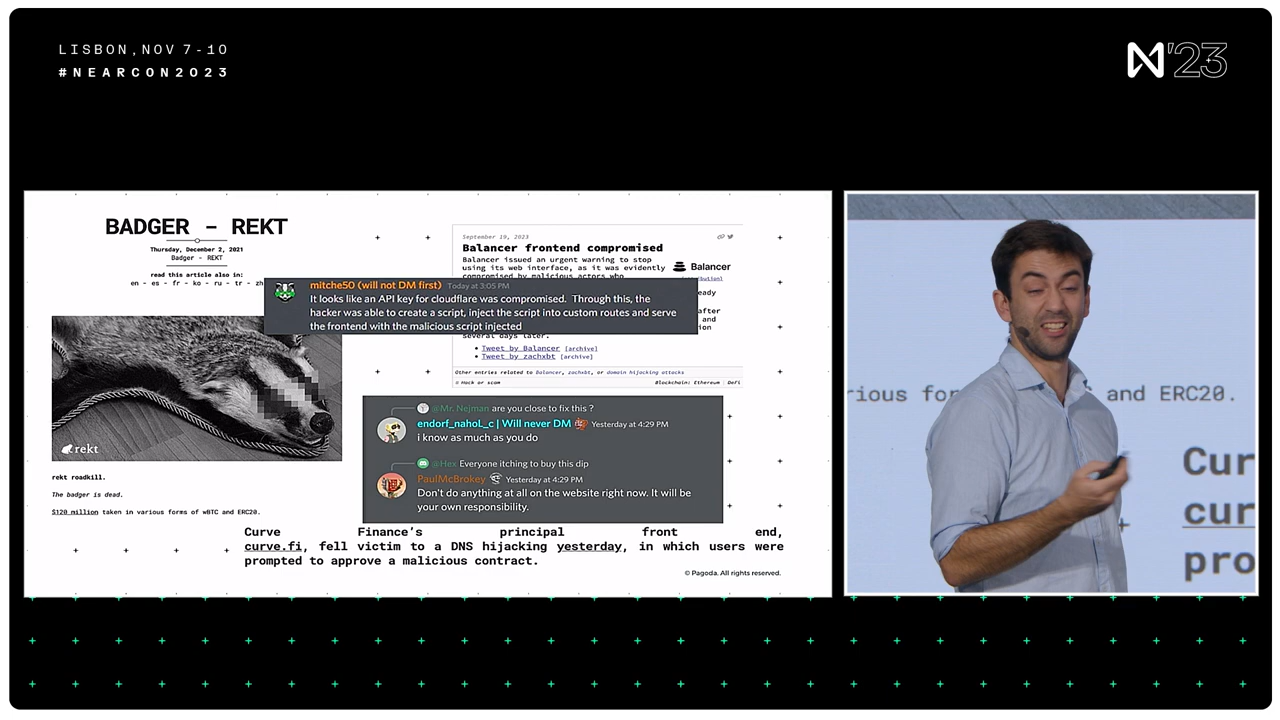 LISBON, NOV 7-10
#NEARCON2023
N'23
BADGER - REKT
Thursday, December 2, 2021
Badger - REKT
read this article also in:
en - es - fr - ko - ru - tr - zh
rekt
rekt roadkill.
The badger is dead.
$120 million taken in various forms of wBTC and ERC20.
September 19, 2023
Balancer frontend compromised
Balancer issued an urgent warning to stop
using its web interface, as it was evidently
compromised by malicious actors who
Balancer
mitche50 (will not DM first) Today at 3:05 PM
It looks like an API key for cloudflare was compromised. Through this, the
hacker was able to create a script, inject the script into custom routes and serve
the frontend with the malicious script injected
several days later.
Tweet by Balancer [archive]
Tweet by zachxbt [archive]
Other entries related to Balancer, zachxbt, or domain hijacking attacks
Hack or scam
Blockchain: Ethereum
DeFi
@Mr. Nejman are you close to fix this ?
endorf_nahoL_c | Will never DM Yesterday at 4:29 PM
i know as much as you do
@Hex Everyone itching to buy this dip
PaulMcBrokey Yesterday at 4:29 PM
Don't do anything at all on the website right now. It will be
your own responsibility.
Curve Finance's principal front end,
curve.fi, fell victim to a DNS hijacking yesterday, in which users were
prompted to approve a malicious contract.
© Pagoda. All rights reserved.
rious for
and ERC20.
Cur
cur
pro